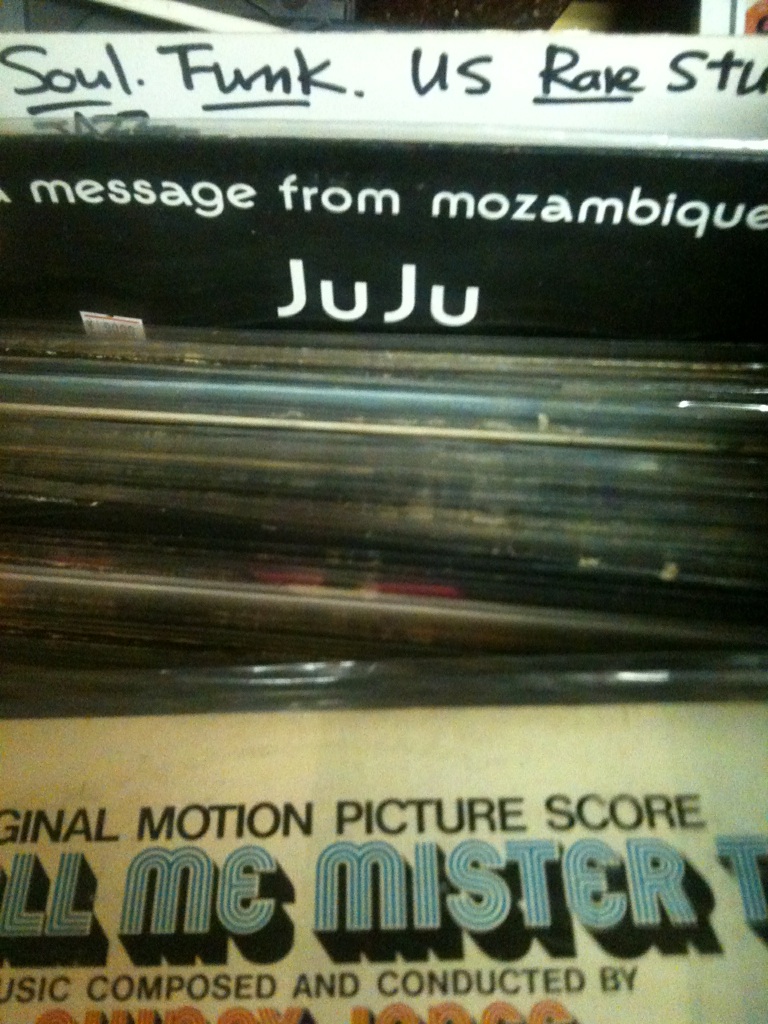 Soul. Funk. US Rare Stu
JAZZ
A message from mozambique
JuJu
GINAL MOTION PICTURE SCORE
LL ME MISTER T
USIC COMPOSED AND CONDUCTED BY